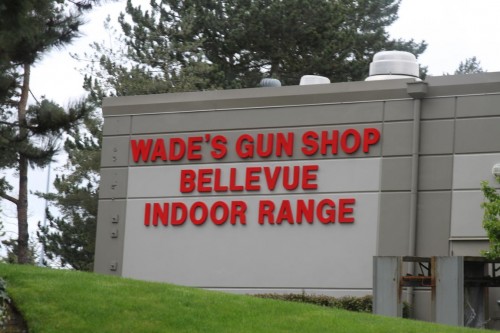 WADE'S GUN SHOP
BELLEVUE
INDOOR RANGE